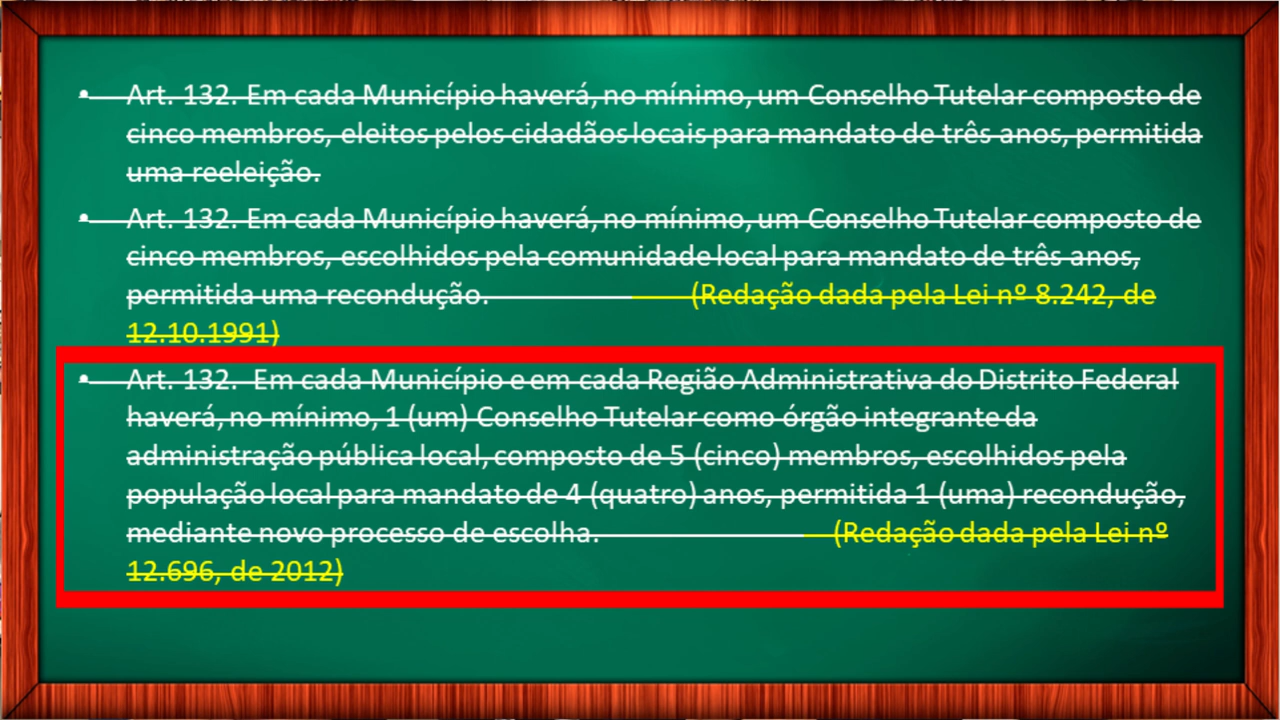 • Art. 132. Em cada Município haverá, no mínimo, um Conselho Tutelar composto de
cinco membros, eleitos pelos cidadãos locais para mandato de três anos, permitida
uma reeleição.
• Art. 132. Em cada Município haverá, no mínimo, um Conselho Tutelar composto de
cinco membros, escolhidos pela comunidade local para mandato de três anos,
permitida uma recondução. (Redação dada pela Lei nº 8.242, de
12.10.1991)
• Art. 132. Em cada Município e em cada Região Administrativa do Distrito Federal
haverá, no mínimo, 1 (um) Conselho Tutelar como órgão integrante da
administração pública local, composto de 5 (cinco) membros, escolhidos pela
população local para mandato de 4 (quatro) anos, permitida 1 (uma) recondução,
mediante novo processo de escolha. (Redação dada pela Lei nº
12.696, de 2012)